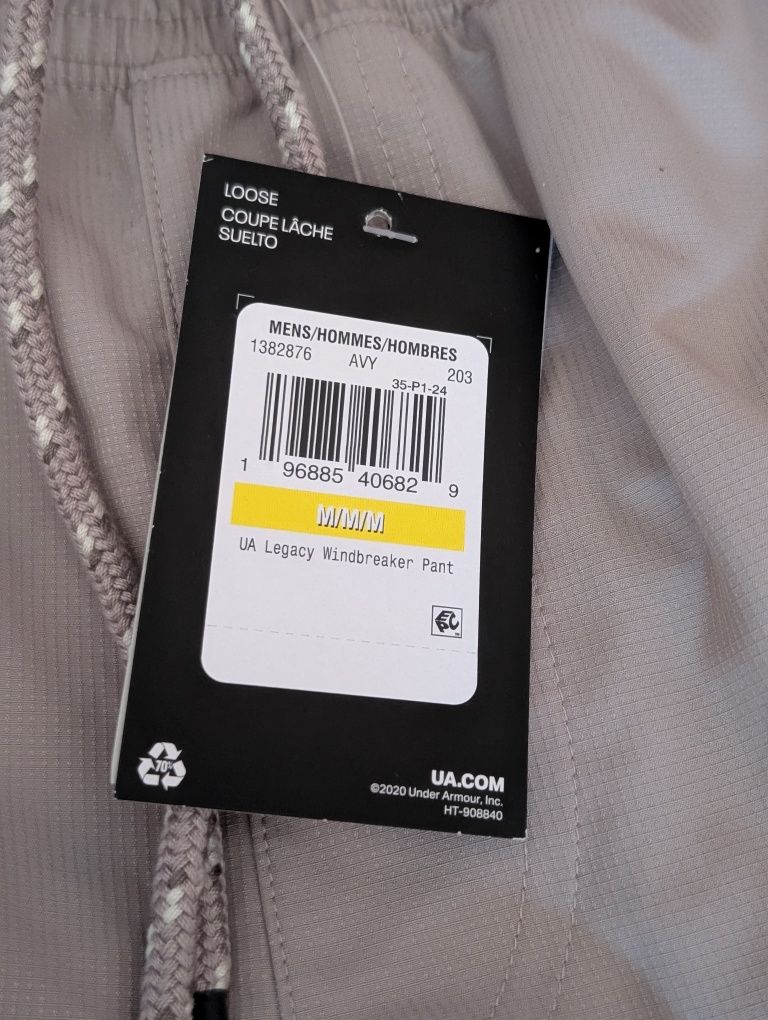 LOOSE
COUPE LÂCHE
SUELTO
MENS/HOMMES/HOMBRES
1382876 AVY 203
35-P1-24
1 96885 40682 9
M/M/M
UA Legacy Windbreaker Pant
EPC
70%
UA.COM
©2020 Under Armour, Inc.
HT-908840